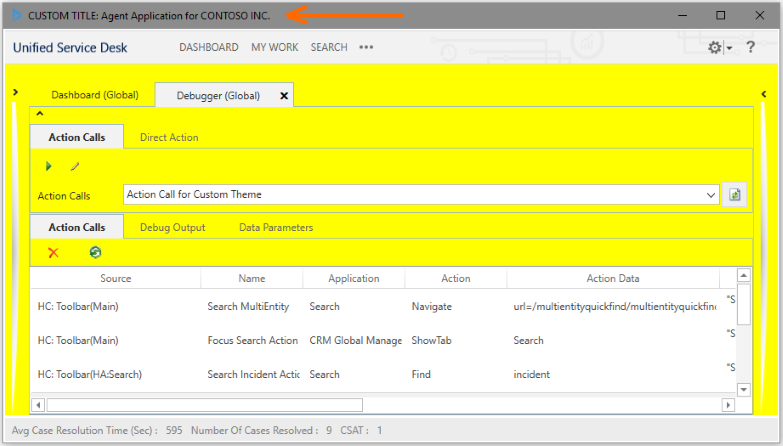 CUSTOM TITLE: Agent Application for CONTOSO INC.
Unified Service Desk DASHBOARD MY WORK SEARCH ••• ?
Dashboard (Global) Debugger (Global)
Action Calls Direct Action
Action Calls Action Call for Custom Theme
Action Calls Debug Output Data Parameters
Source Name Application Action Action Data
HC: Toolbar(Main) Search MultiEntity Search Navigate url=/multientityquickfind/multientityquickfind "S
HC: Toolbar(Main) Focus Search Action CRM Global Manage ShowTab Search "S
HC: Toolbar(HA:Search) Search Incident Actio Search Find incident "S
Avg Case Resolution Time (Sec) : 595 Number Of Cases Resolved : 9 CSAT : 1